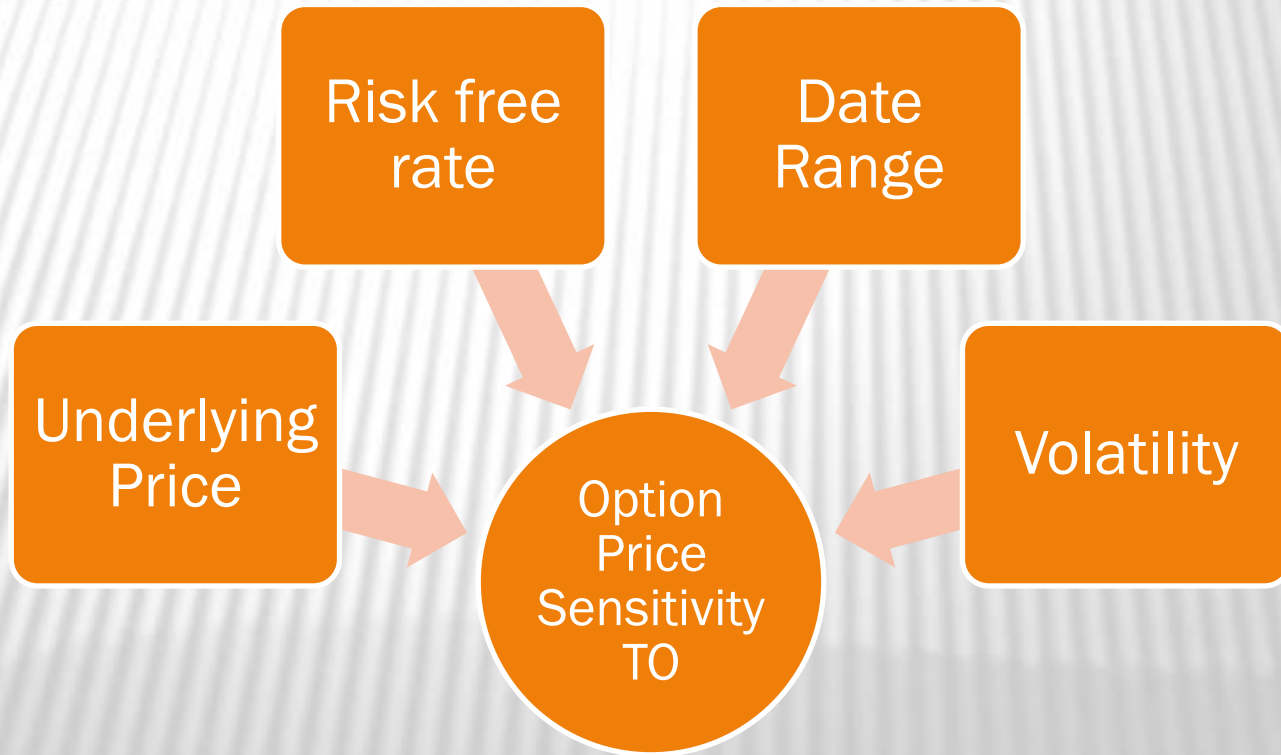 Risk free
rate
Date
Range
Underlying
Price
Volatility
Option
Price
Sensitivity
TO